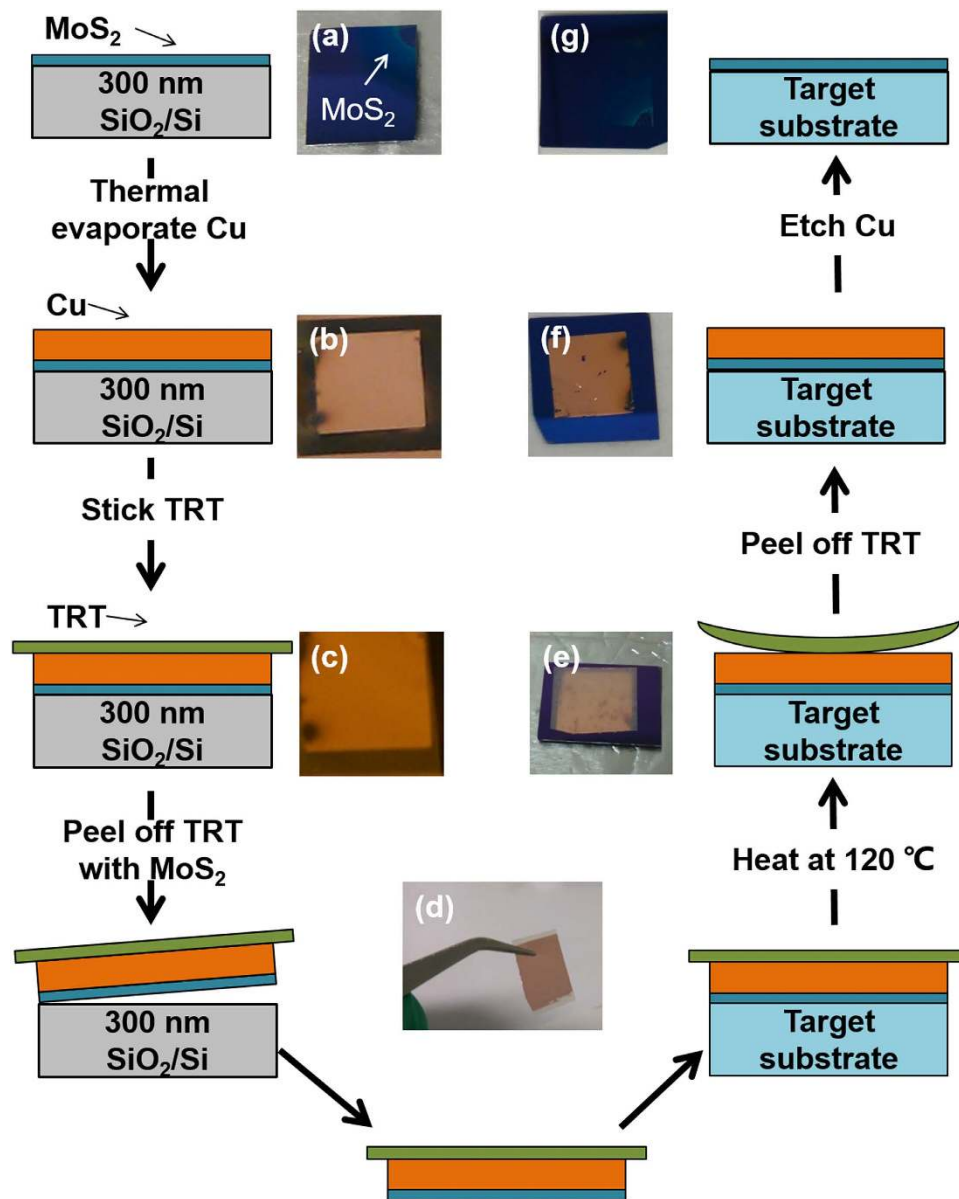 MoS₂
300 nm
SiO₂/Si
Thermal
evaporate Cu
Cu
300 nm
SiO₂/Si
Stick TRT
TRT
300 nm
SiO₂/Si
Peel off TRT
with MoS₂
300 nm
SiO₂/Si
(a)
MoS₂
(b)
(c)
(d)
(g)
(f)
(e)
Target
substrate
Etch Cu
Target
substrate
Peel off TRT
Target
substrate
Heat at 120 ℃
Target
substrate